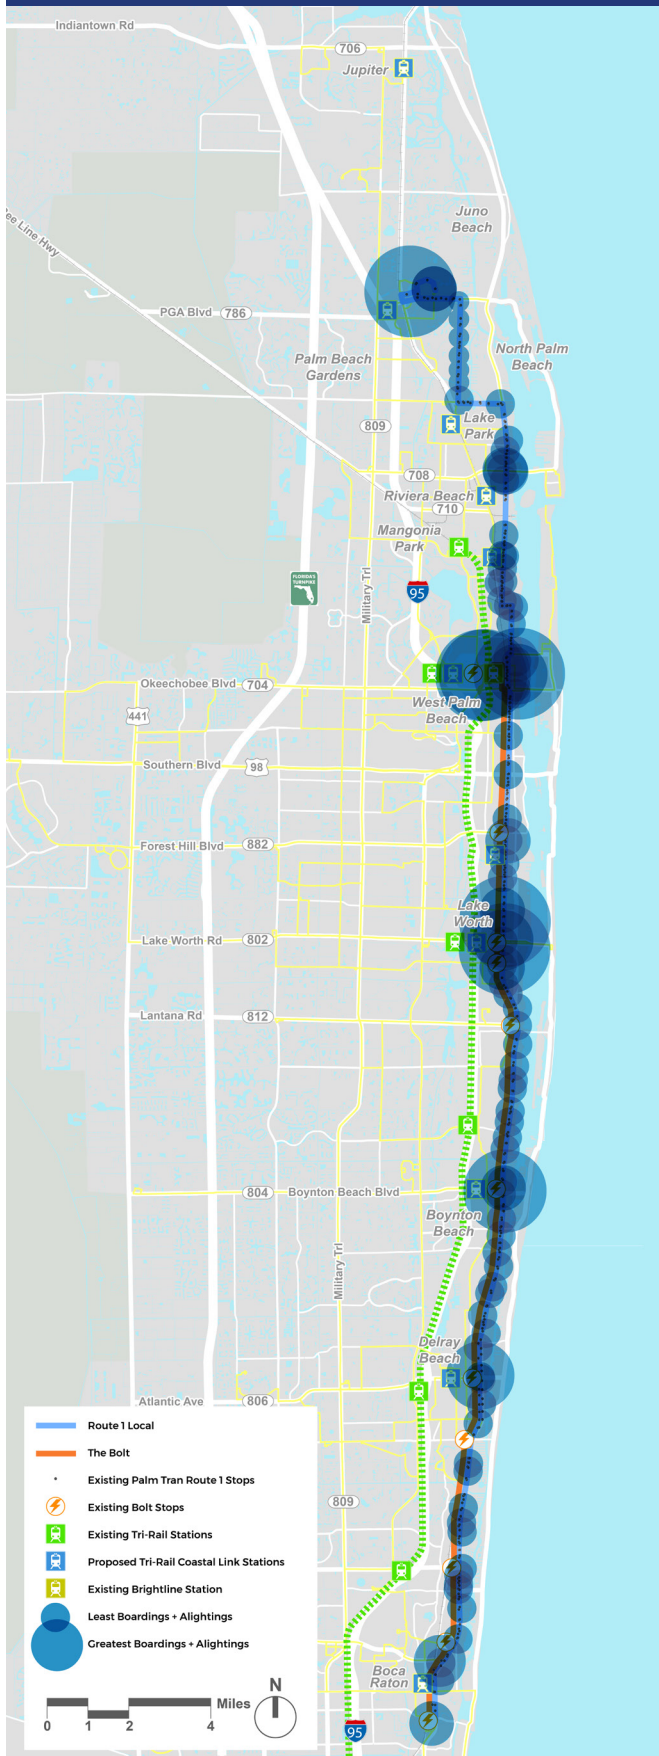 Indiantown Rd
706
Jupiter
Juno
Beach
ee Line Hwy
PGA Blvd 786
North Palm
Beach
Palm Beach
Gardens
809
Lake
Park
708
Riviera Beach
710
Mangonia
Park
FLORIDA'S
TURNPIKE
95
Military Trl
Okeechobee Blvd 704
West Palm
Beach
441
Southern Blvd 98
Forest Hill Blvd 882
Lake
Worth
Lake Worth Rd 802
Lantana Rd 812
804 Boynton Beach Blvd
Boynton
Beach
Military Trl
Delray
Beach
Atlantic Ave 806
809
Boca
Raton
95
Route 1 Local
The Bolt
Existing Palm Tran Route 1 Stops
Existing Bolt Stops
Existing Tri-Rail Stations
Proposed Tri-Rail Coastal Link Stations
Existing Brightline Station
Least Boardings + Alightings
Greatest Boardings + Alightings
N
Miles
0 1 2 4